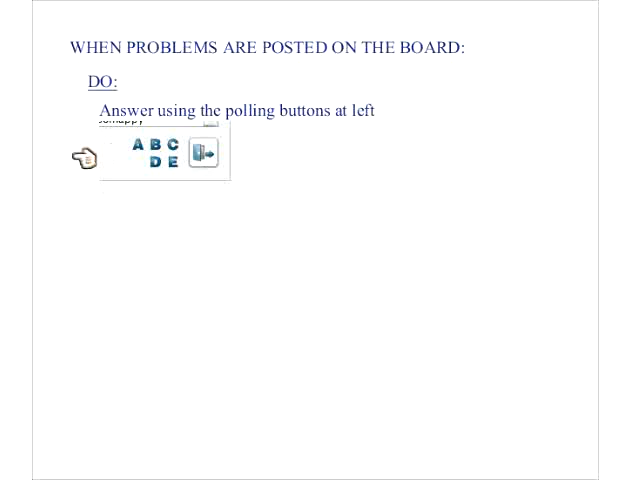 WHEN PROBLEMS ARE POSTED ON THE BOARD:
DO:
Answer using the polling buttons at left
A B C
D E